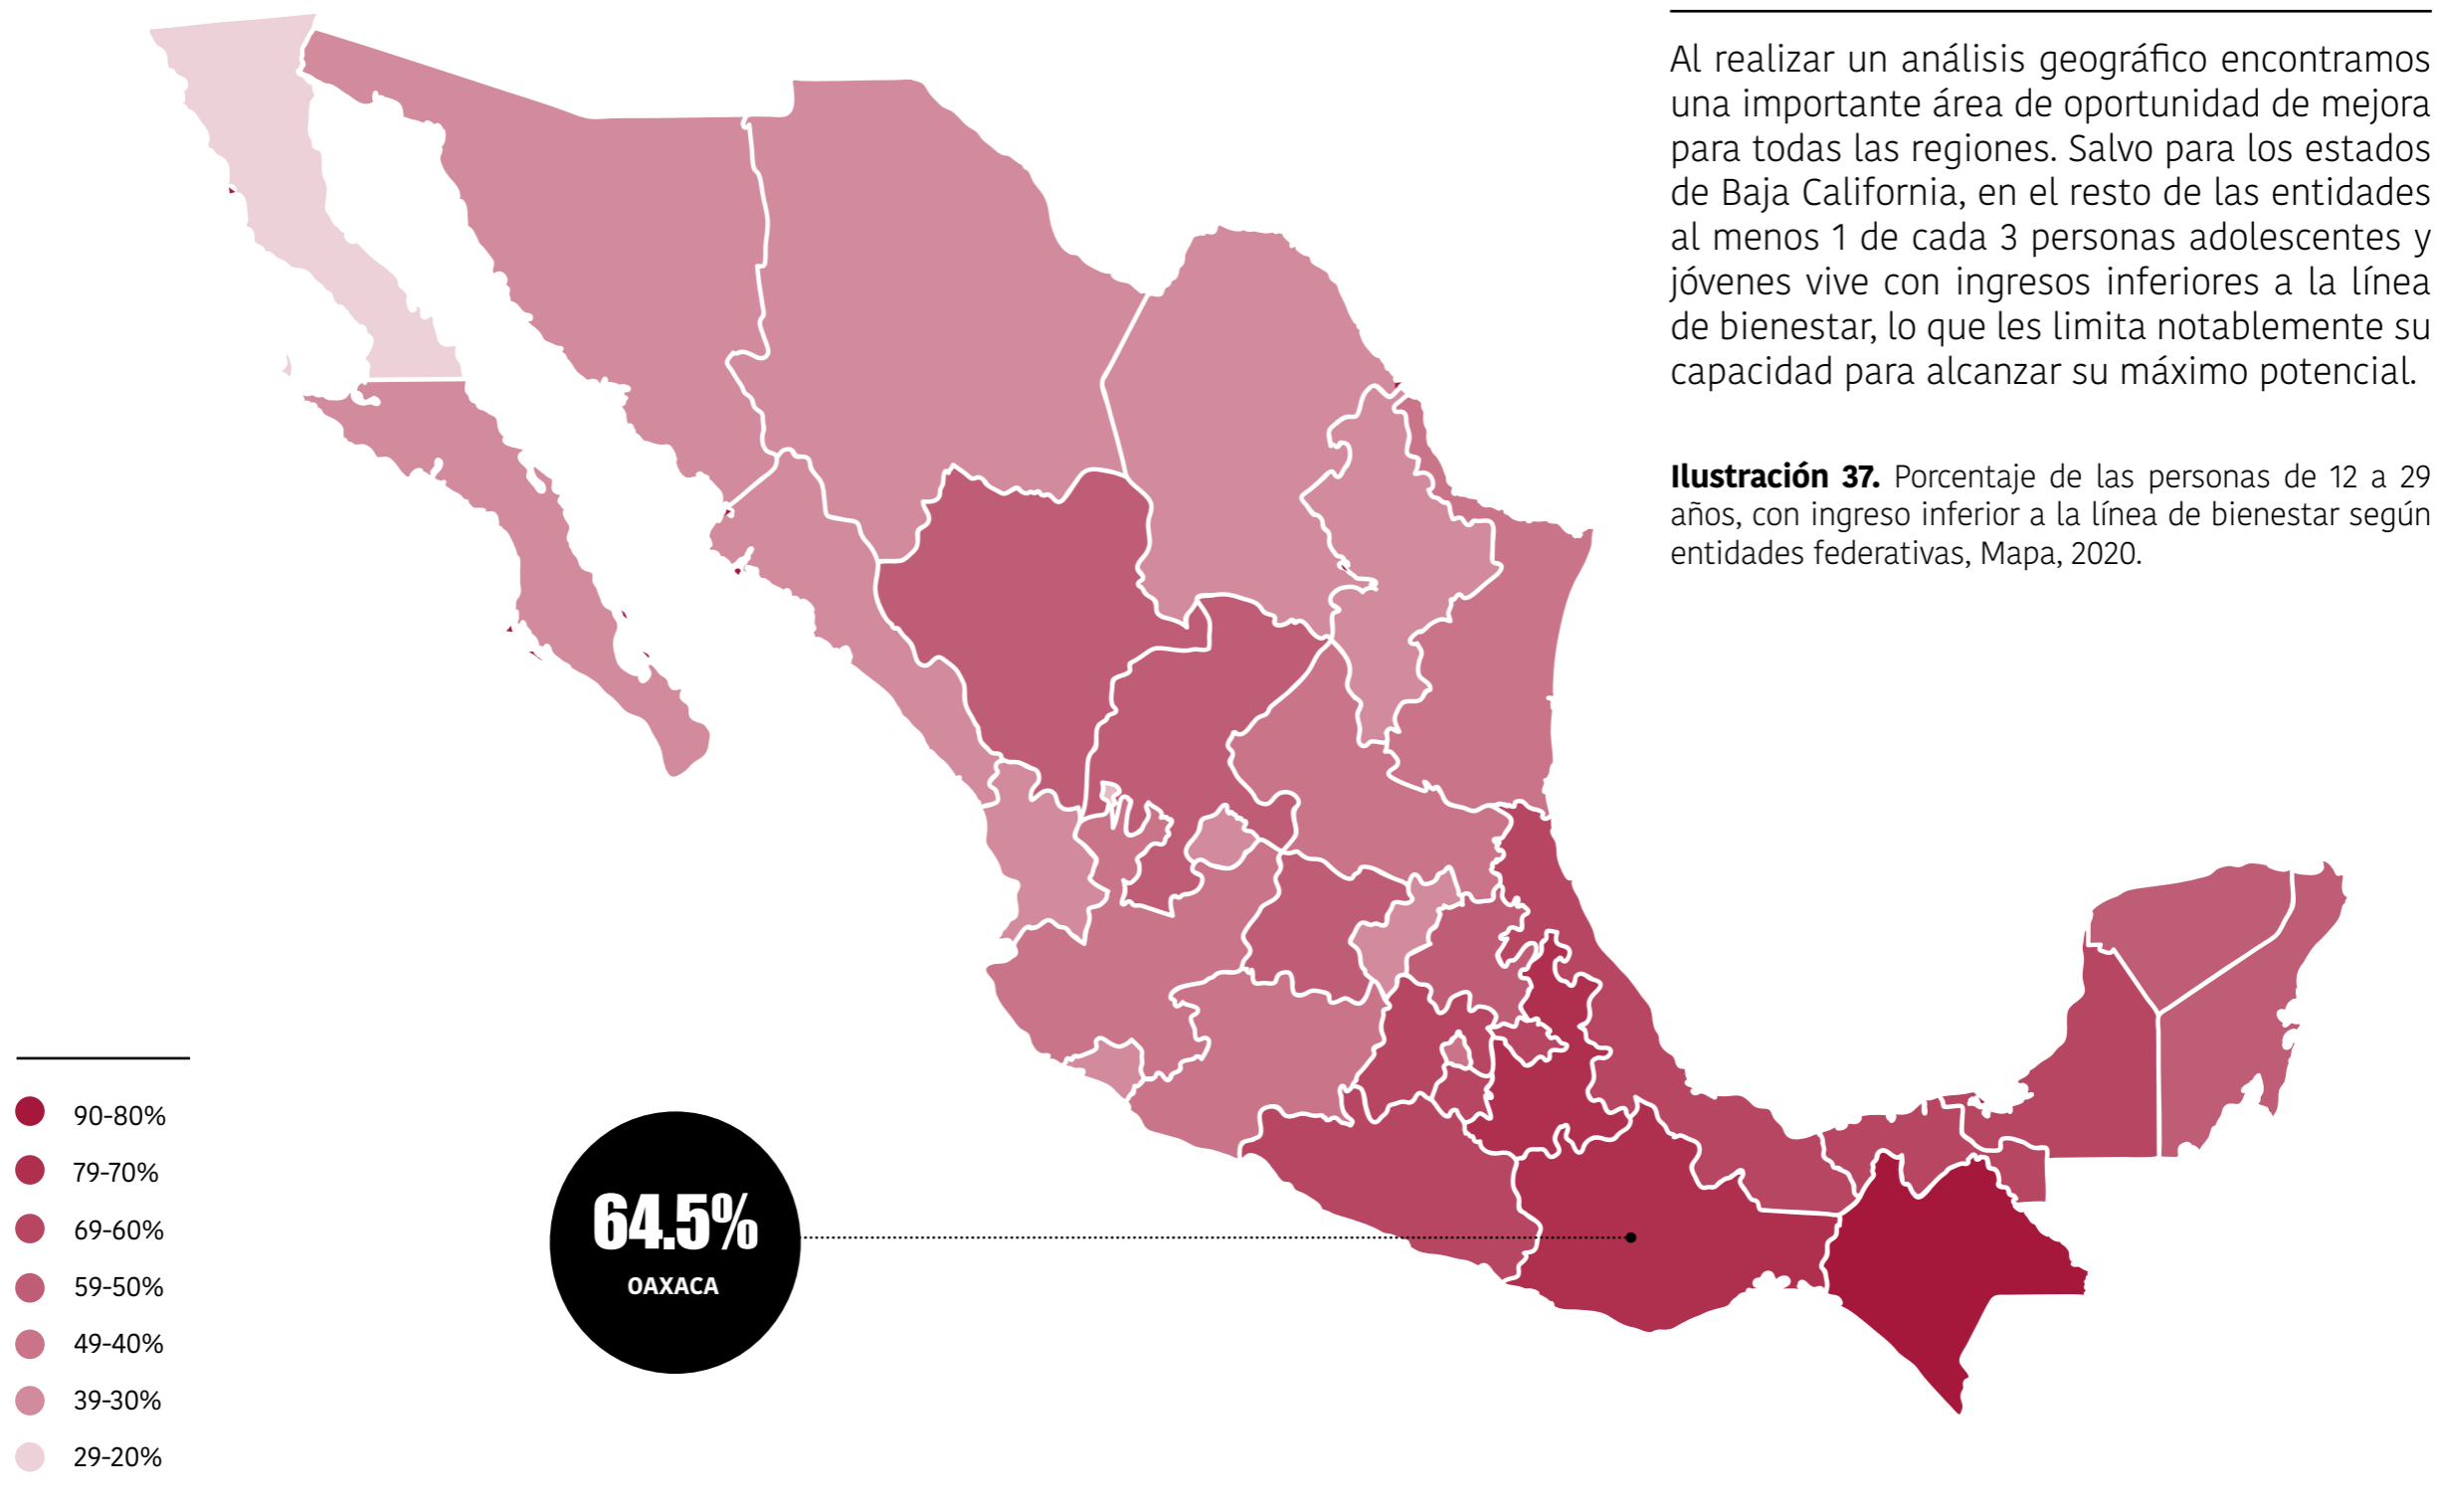 Al realizar un análisis geográfico encontramos
una importante área de oportunidad de mejora
para todas las regiones. Salvo para los estados
de Baja California, en el resto de las entidades
al menos 1 de cada 3 personas adolescentes y
jóvenes vive con ingresos inferiores a la línea
de bienestar, lo que les limita notablemente su
capacidad para alcanzar su máximo potencial.
Ilustración 37. Porcentaje de las personas de 12 a 29
años, con ingreso inferior a la línea de bienestar según
entidades federativas, Mapa, 2020.
90-80%
79-70%
69-60%
59-50%
49-40%
39-30%
29-20%
64.5%
OAXACA